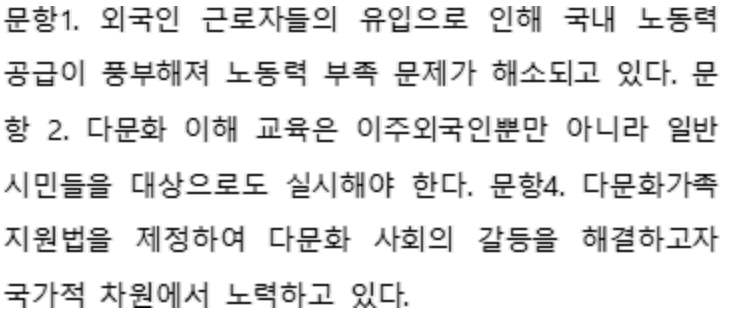 문항1. 외국인 근로자들의 유입으로 인해 국내 노동력
공급이 풍부해져 노동력 부족 문제가 해소되고 있다. 문
항 2. 다문화 이해 교육은 이주외국인뿐만 아니라 일반
시민들을 대상으로도 실시해야 한다. 문항4. 다문화가족
지원법을 제정하여 다문화 사회의 갈등을 해결하고자
국가적 차원에서 노력하고 있다.